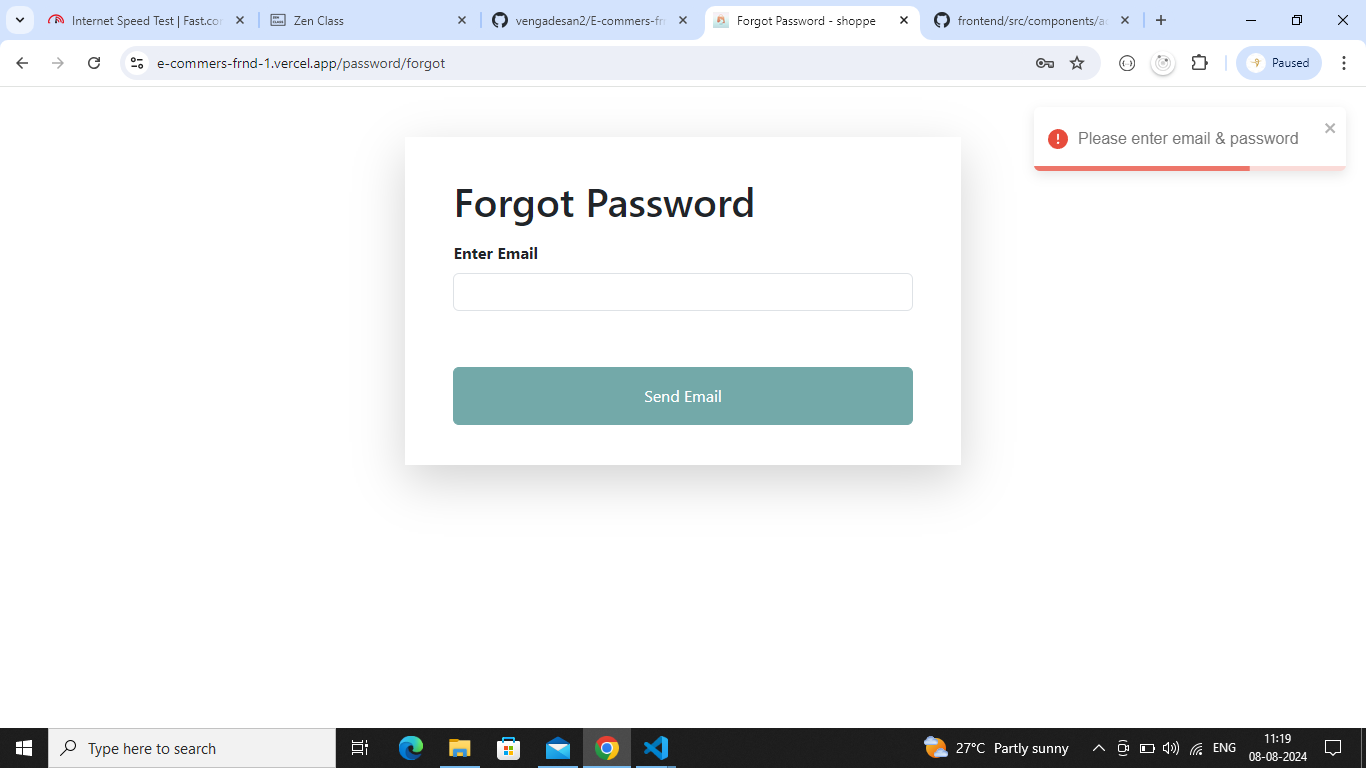 Internet Speed Test | Fast.co
Zen Class
vengadesan2/E-commers-fr
Forgot Password - shoppe
frontend/src/components/a
e-commers-frnd-1.vercel.app/password/forgot
Paused
Please enter email & password
Forgot Password
Enter Email
Send Email
Type here to search
27°C Partly sunny
ENG
11:19
08-08-2024